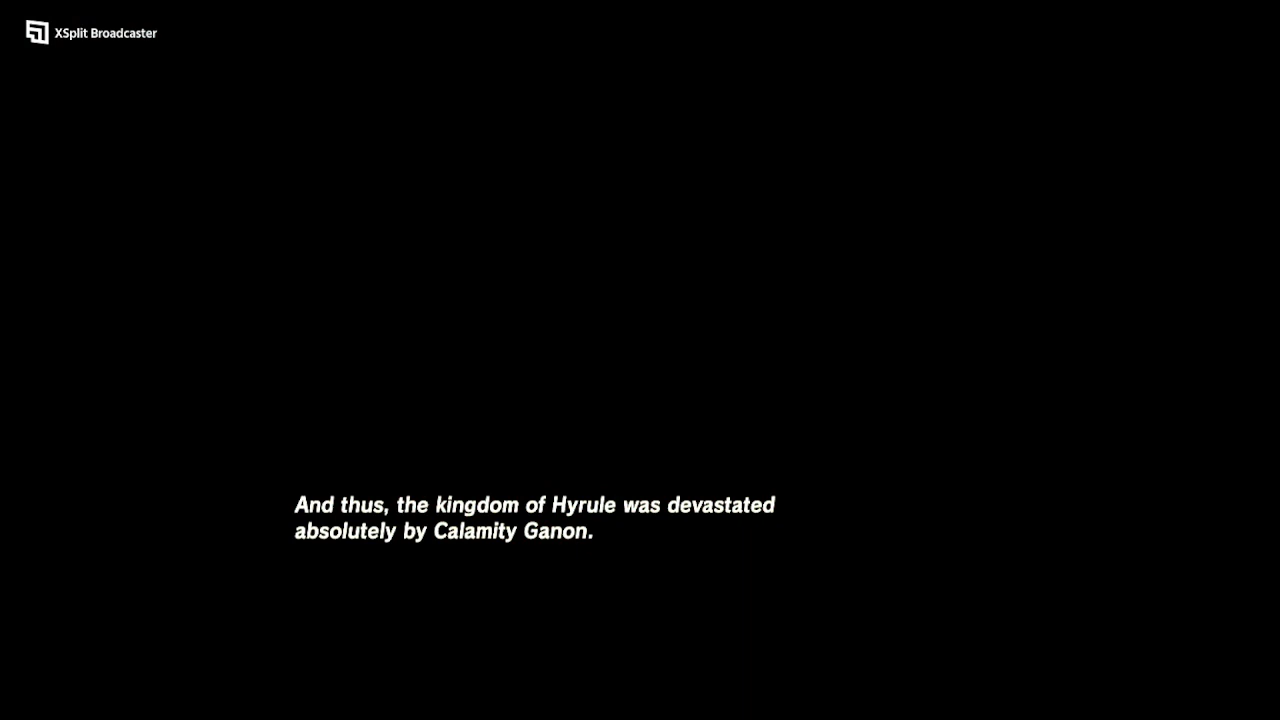 XSplit Broadcaster
And thus, the kingdom of Hyrule was devastated
absolutely by Calamity Ganon.